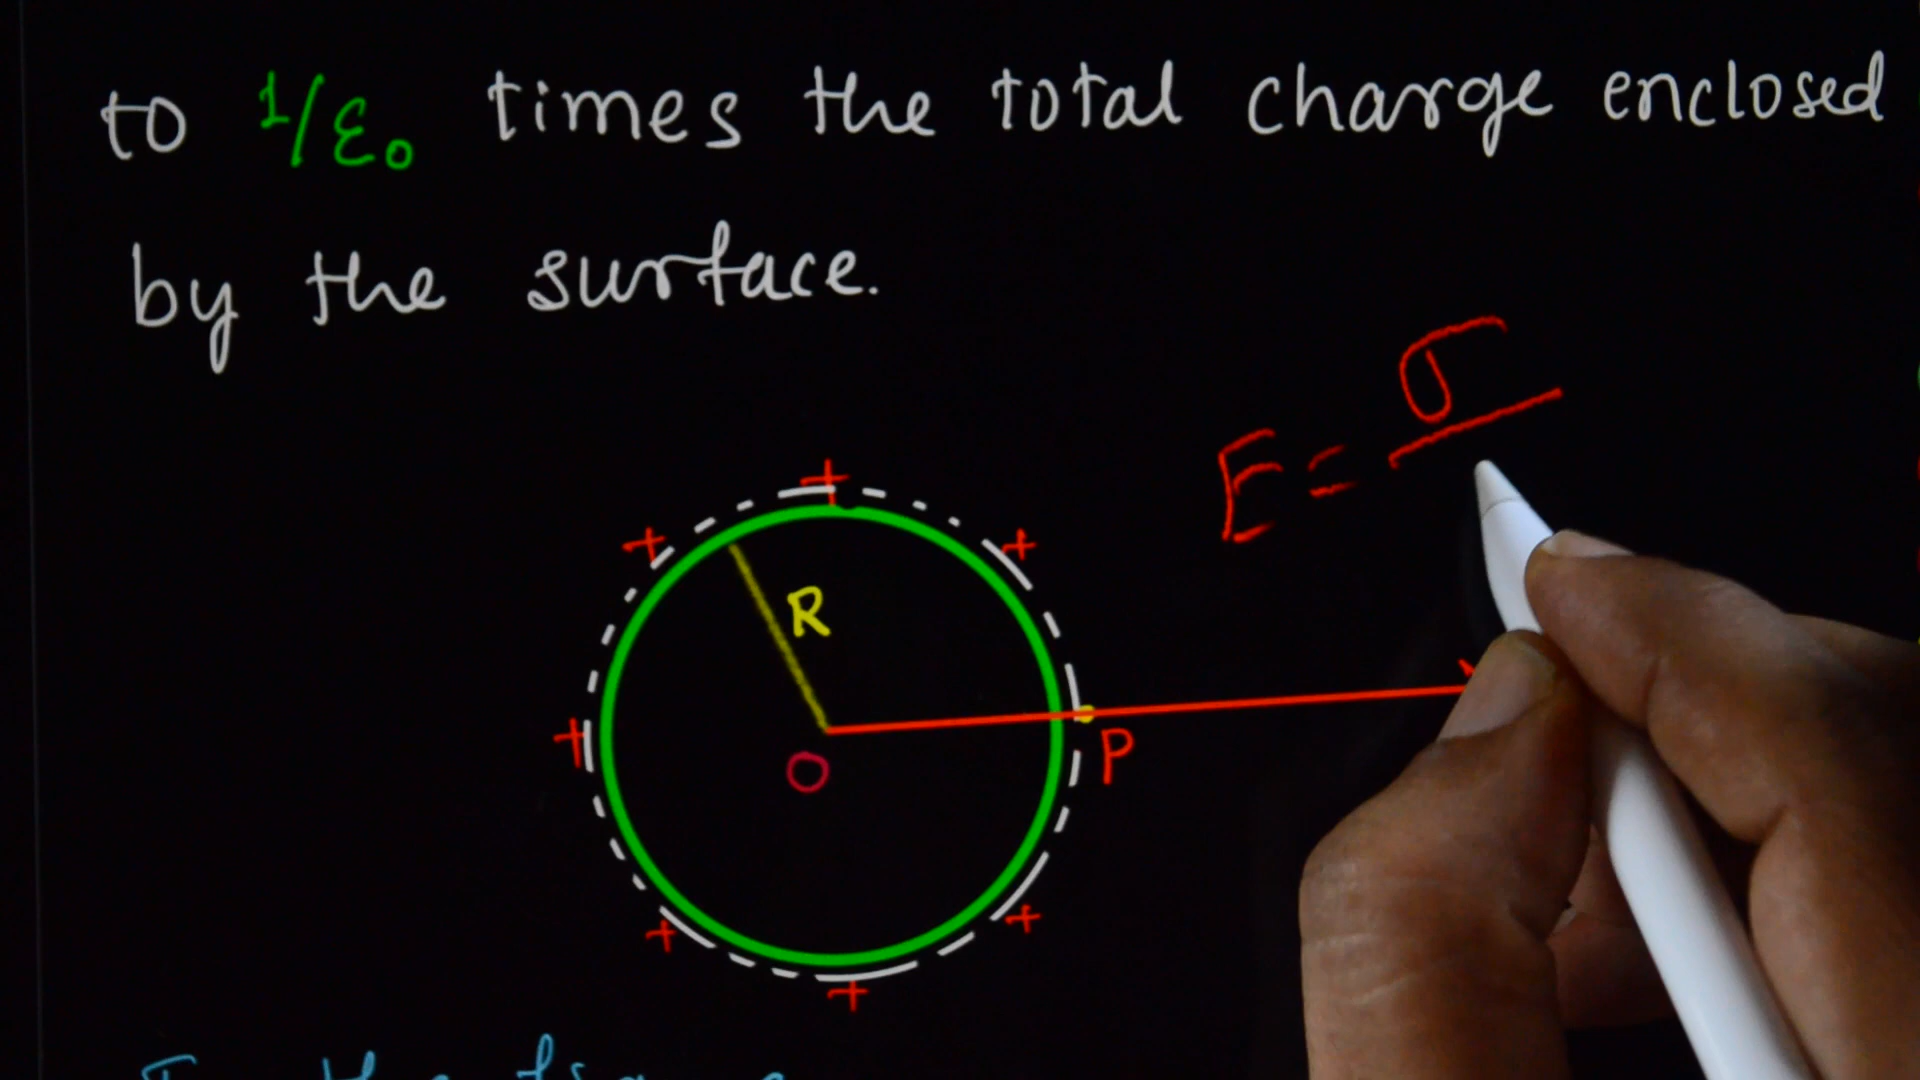 to 1/ε₀ times the total charge enclosed
by the surface.
E = σ
R
O
P